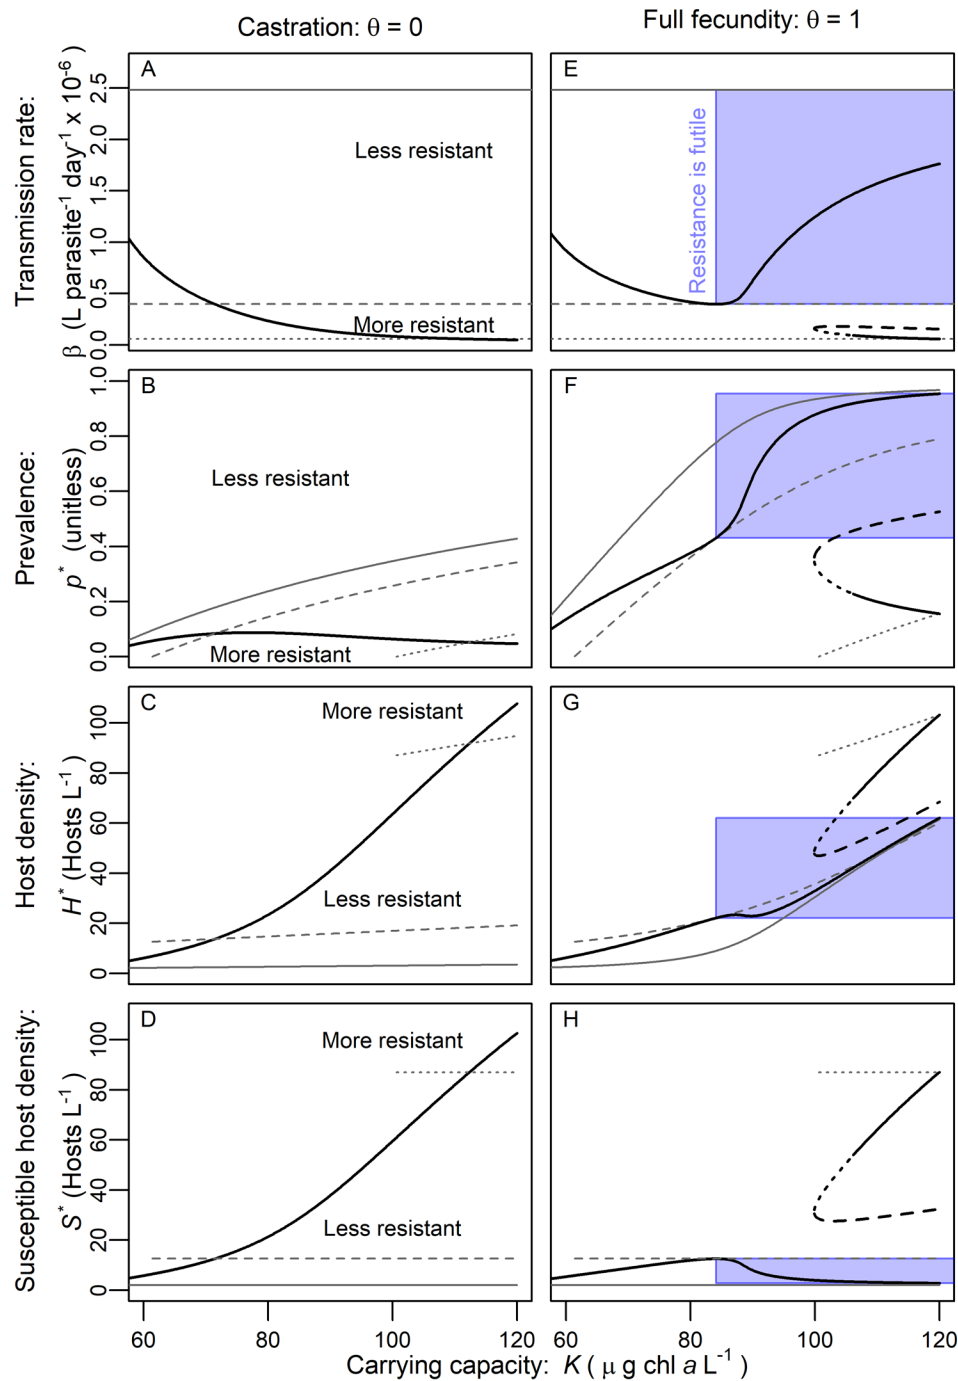 Castration: θ = 0
Full fecundity: θ = 1
Transmission rate:
β (L parasite-1 day-1 x 10-6)
0.0 0.5 1.0 1.5 2.0 2.5
A
Less resistant
More resistant
E
Resistance is futile
Prevalence:
p* (unitless)
0.0 0.2 0.4 0.6 0.8 1.0
B
Less resistant
More resistant
F
Host density:
H* (Hosts L-1)
0 20 40 60 80 100
C
More resistant
Less resistant
G
Susceptible host density:
S* (Hosts L-1)
0 20 40 60 80 100
D
More resistant
Less resistant
H
60 80 100 120
60 80 100 120
Carrying capacity: K ( μ g chl a L-1 )